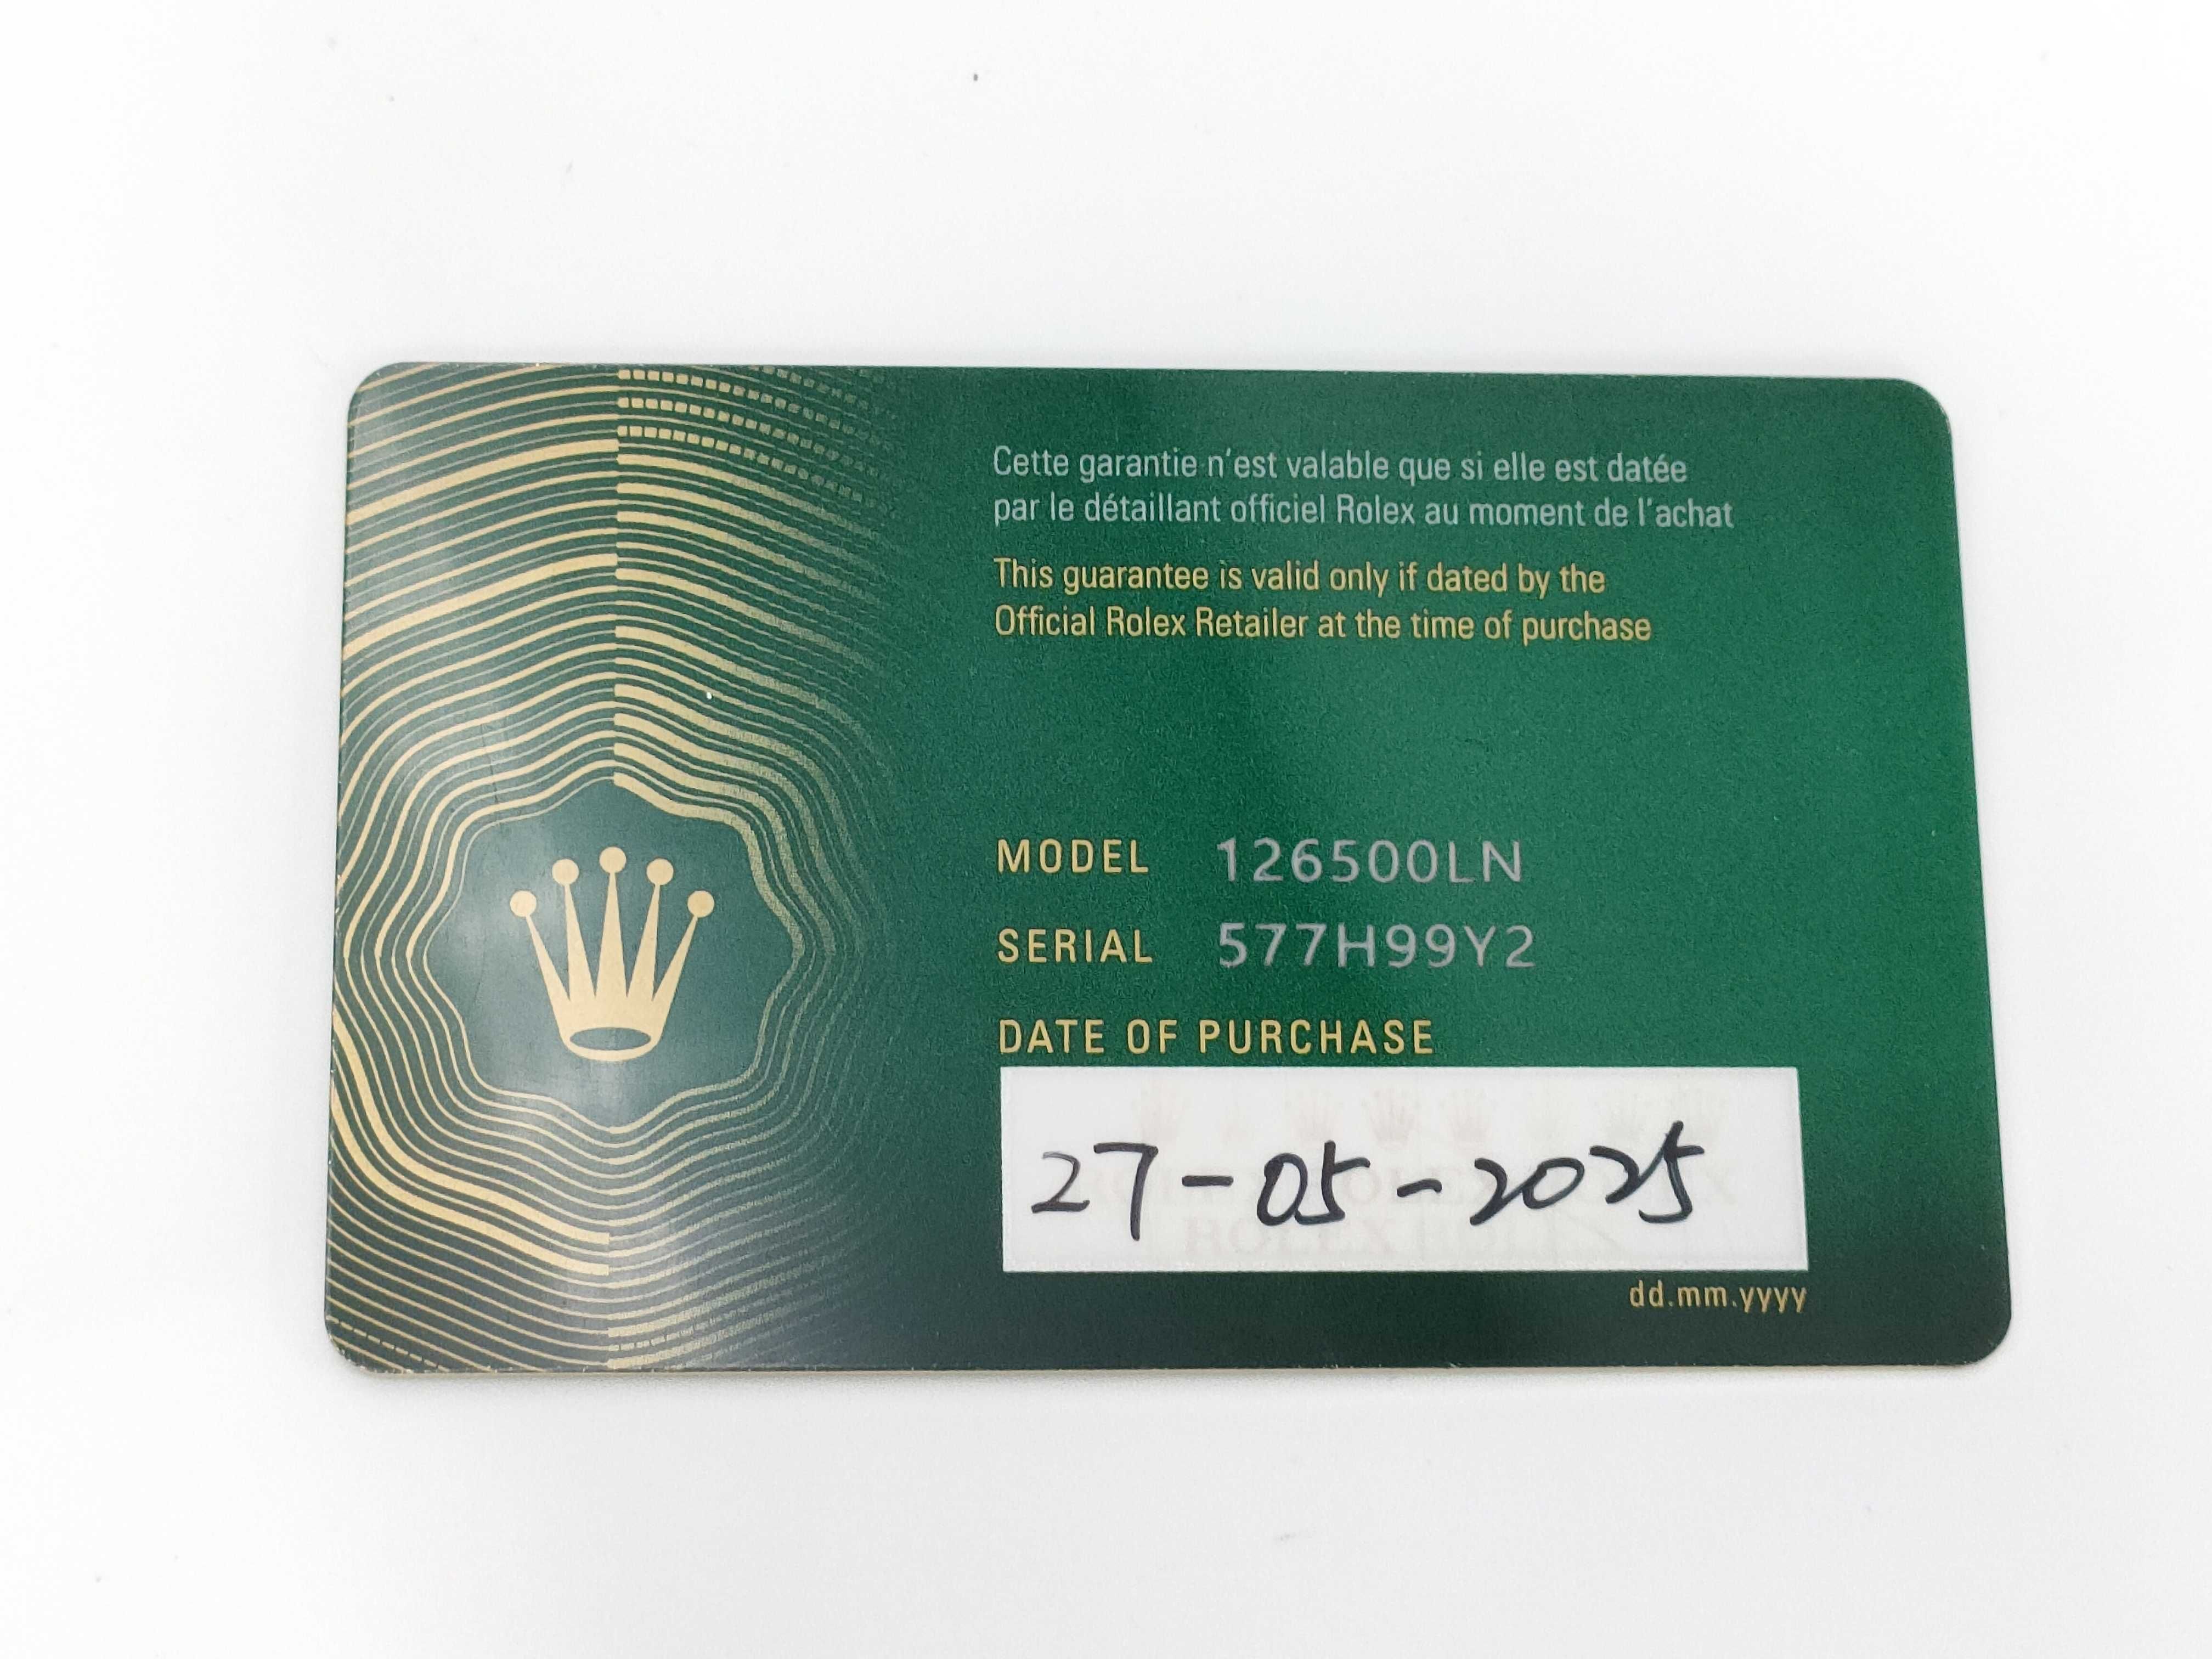 Cette garantie n'est valable que si elle est datée
par le détaillant officiel Rolex au moment de l'achat
This guarantee is valid only if dated by the
Official Rolex Retailer at the time of purchase
MODEL 126500LN
SERIAL 577H99Y2
DATE OF PURCHASE
27-05-2025
ROLEX
dd.mm.yyyy